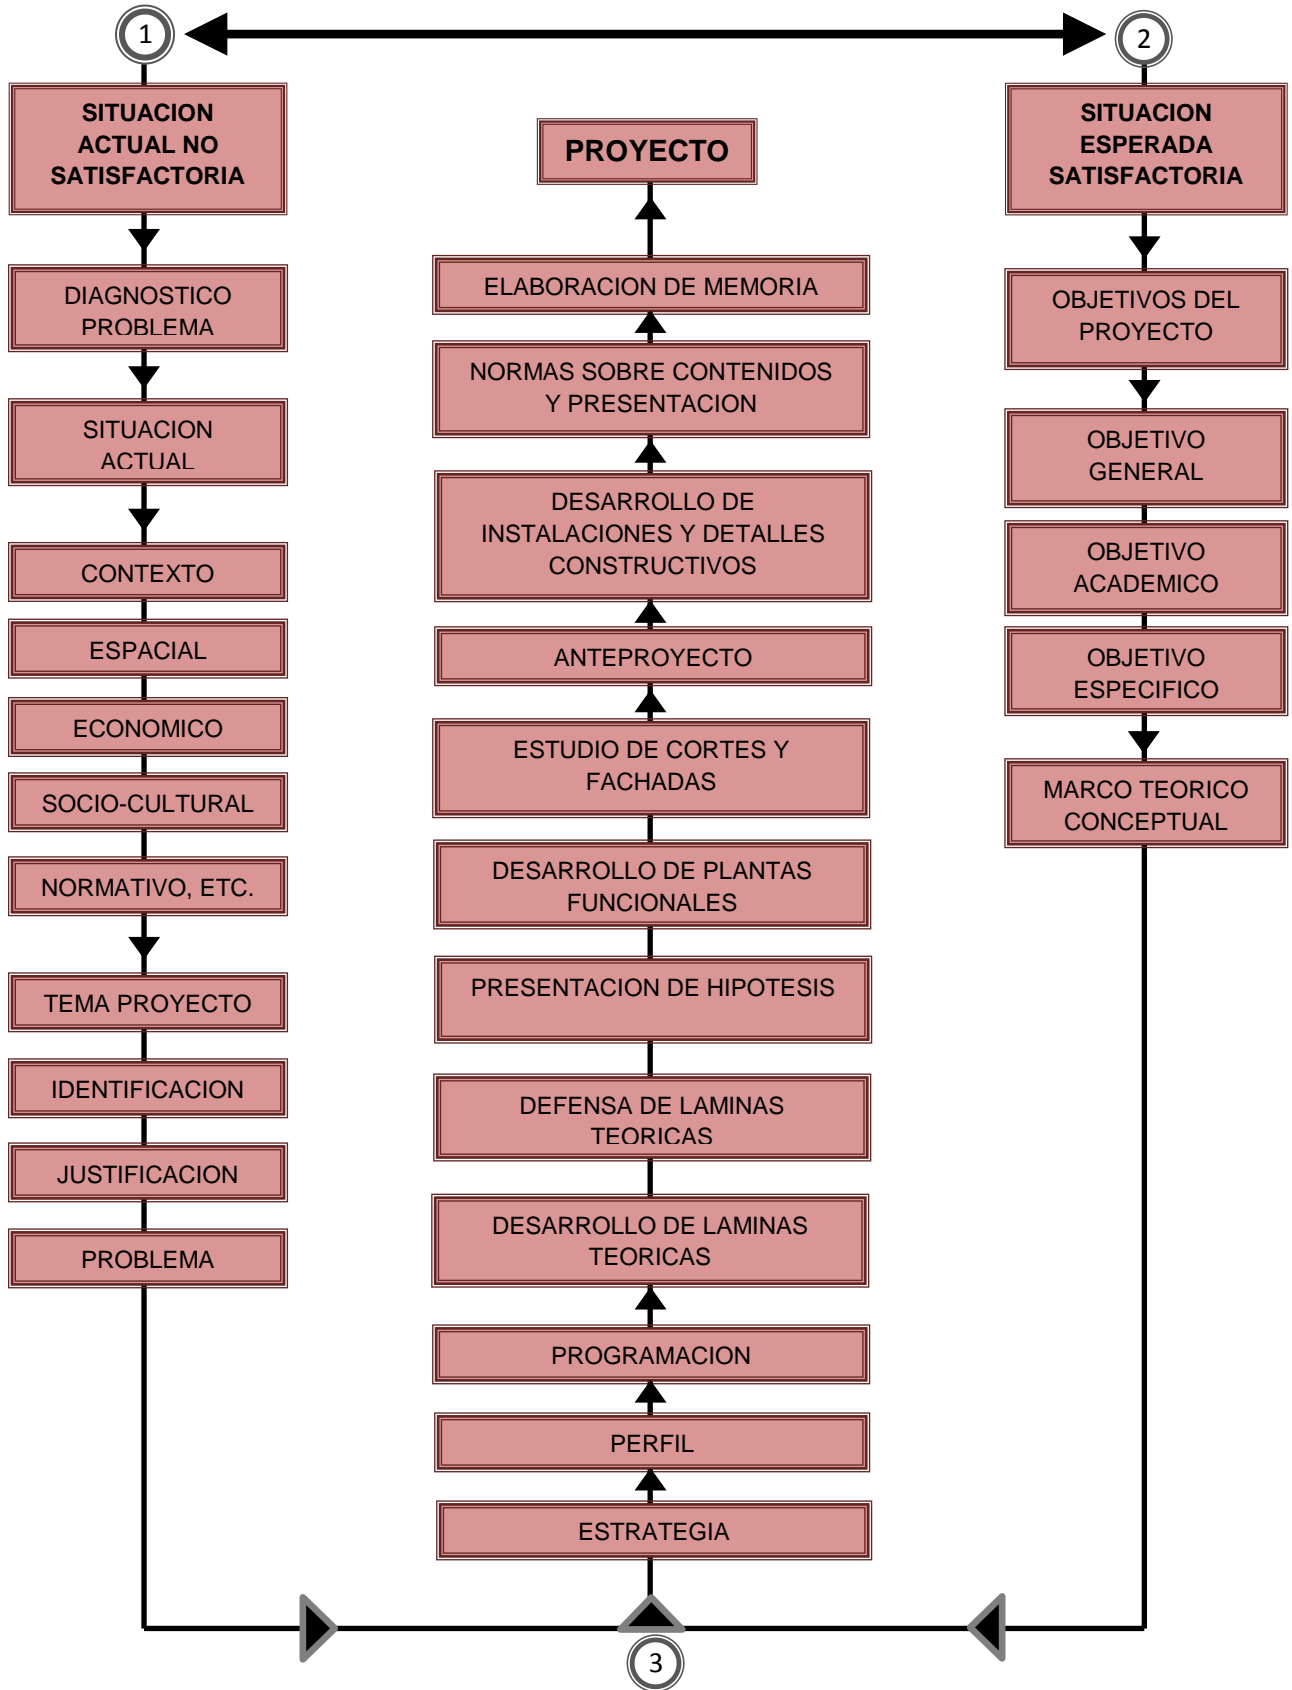 1
SITUACION
ACTUAL NO
SATISFACTORIA
DIAGNOSTICO
PROBLEMA
SITUACION
ACTUAL
CONTEXTO
ESPACIAL
ECONOMICO
SOCIO-CULTURAL
NORMATIVO, ETC.
TEMA PROYECTO
IDENTIFICACION
JUSTIFICACION
PROBLEMA
PROYECTO
ELABORACION DE MEMORIA
NORMAS SOBRE CONTENIDOS
Y PRESENTACION
DESARROLLO DE
INSTALACIONES Y DETALLES
CONSTRUCTIVOS
ANTEPROYECTO
ESTUDIO DE CORTES Y
FACHADAS
DESARROLLO DE PLANTAS
FUNCIONALES
PRESENTACION DE HIPOTESIS
DEFENSA DE LAMINAS
TEORICAS
DESARROLLO DE LAMINAS
TEORICAS
PROGRAMACION
PERFIL
ESTRATEGIA
3
2
SITUACION
ESPERADA
SATISFACTORIA
OBJETIVOS DEL
PROYECTO
OBJETIVO
GENERAL
OBJETIVO
ACADEMICO
OBJETIVO
ESPECIFICO
MARCO TEORICO
CONCEPTUAL